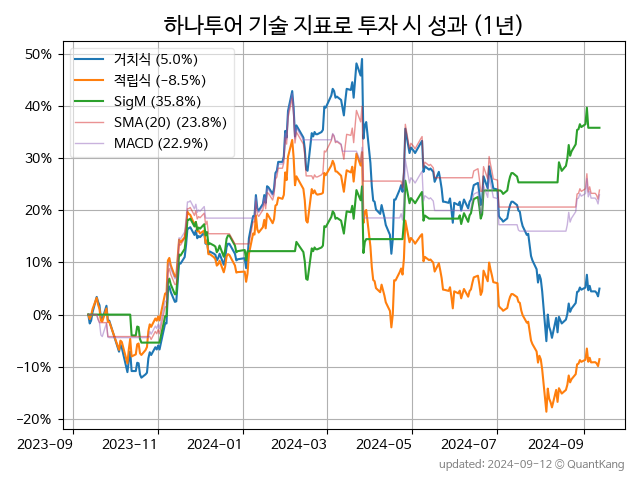 하나투어 기술 지표로 투자 시 성과 (1년)
50%
40%
30%
20%
10%
0%
−10%
−20%
거치식 (5.0%)
적립식 (−8.5%)
SigM (35.8%)
SMA(20) (23.8%)
MACD (22.9%)
2023-09
2023-11
2024-01
2024-03
2024-05
2024-07
2024-09
updated: 2024-09-12 ⓒ QuantKang